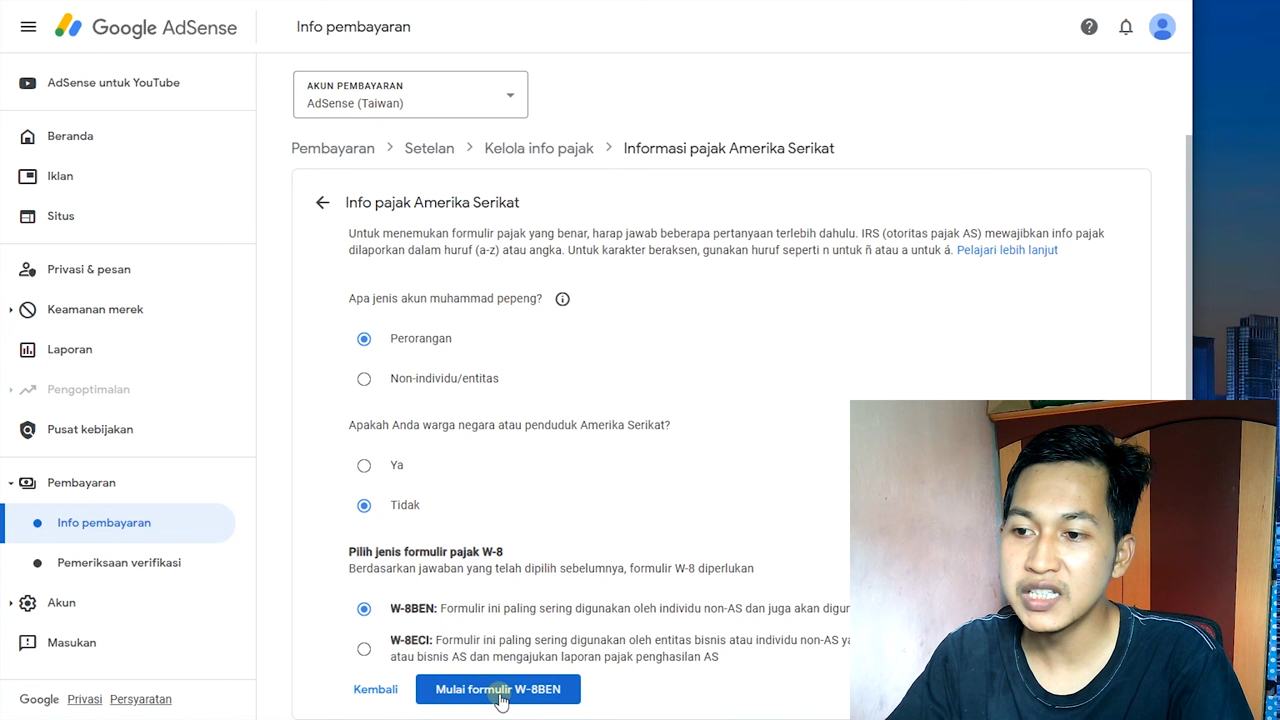 Google AdSense
Info pembayaran
AdSense untuk YouTube
Beranda
Iklan
Situs
Privasi & pesan
Keamanan merek
Laporan
Pengoptimalan
Pusat kebijakan
Pembayaran
Info pembayaran
Pemeriksaan verifikasi
Akun
Masukan
Google Privasi Persyaratan
AKUN PEMBAYARAN
AdSense (Taiwan)
Pembayaran > Setelan > Kelola info pajak > Informasi pajak Amerika Serikat
Info pajak Amerika Serikat
Untuk menemukan formulir pajak yang benar, harap jawab beberapa pertanyaan terlebih dahulu. IRS (otoritas pajak AS) mewajibkan info pajak
dilaporkan dalam huruf (a-z) atau angka. Untuk karakter beraksen, gunakan huruf seperti n untuk ñ atau a untuk á. Pelajari lebih lanjut
Apa jenis akun muhammad pepeng?
Perorangan
Non-individu/entitas
Apakah Anda warga negara atau penduduk Amerika Serikat?
Ya
Tidak
Pilih jenis formulir pajak W-8
Berdasarkan jawaban yang telah dipilih sebelumnya, formulir W-8 diperlukan
W-8BEN: Formulir ini paling sering digunakan oleh individu non-AS dan juga akan digun
W-8ECI: Formulir ini paling sering digunakan oleh entitas bisnis atau individu non-AS ya
atau bisnis AS dan mengajukan laporan pajak penghasilan AS
Kembali
Mulai formulir W-8BEN